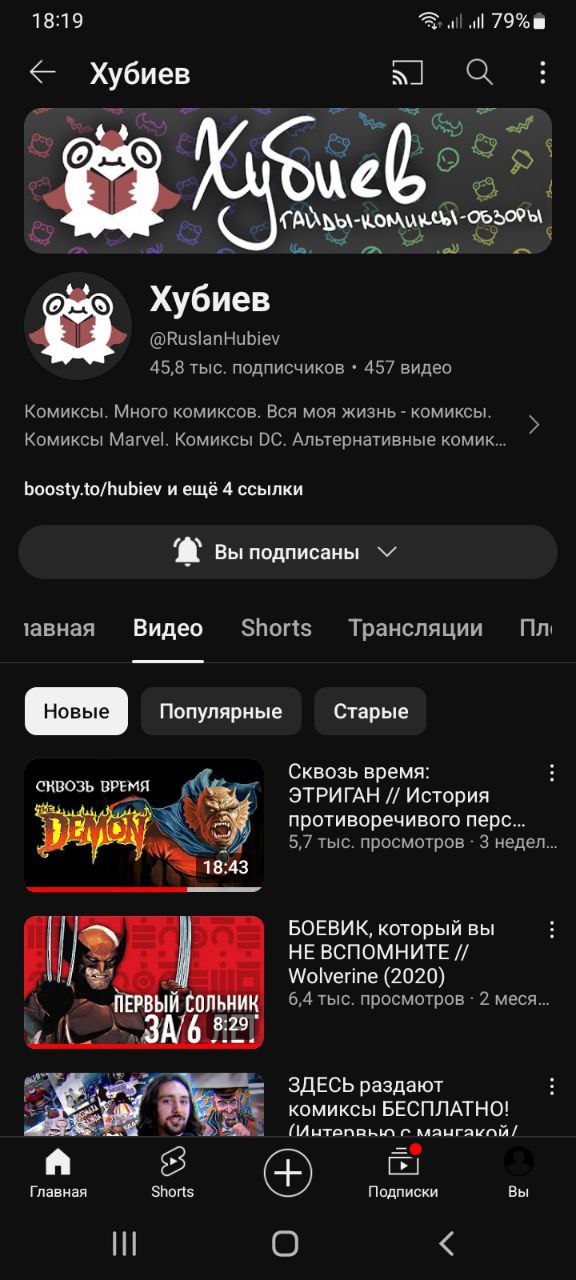 18:19
79%
Хубиев
Хубиев
ГАЙДЫ-КОМИКСЫ-ОБЗОРЫ
Хубиев
@RuslanHubiev
45,8 тыс. подписчиков • 457 видео
Комиксы. Много комиксов. Вся моя жизнь - комиксы.
Комиксы Marvel. Комиксы DC. Альтернативные комик...
boosty.to/hubiev и ещё 4 ссылки
Вы подписаны
лавная Видео Shorts Трансляции Пле
Новые Популярные Старые
СКВОЗЬ ВРЕМЯ
THE
DEMON
18:43
Сквозь время:
ЭТРИГАН // История
противоречивого перс...
5,7 тыс. просмотров · 3 недел...
ПЕРВЫЙ СОЛЬНИК
ЗА 6 ЛЕТ
8:29
БОЕВИК, который вы
НЕ ВСПОМНИТЕ //
Wolverine (2020)
6,4 тыс. просмотров · 2 меся...
ЗДЕСЬ раздают
комиксы БЕСПЛАТНО!
(Интервью с мангакой/
Главная Shorts Подписки Вы